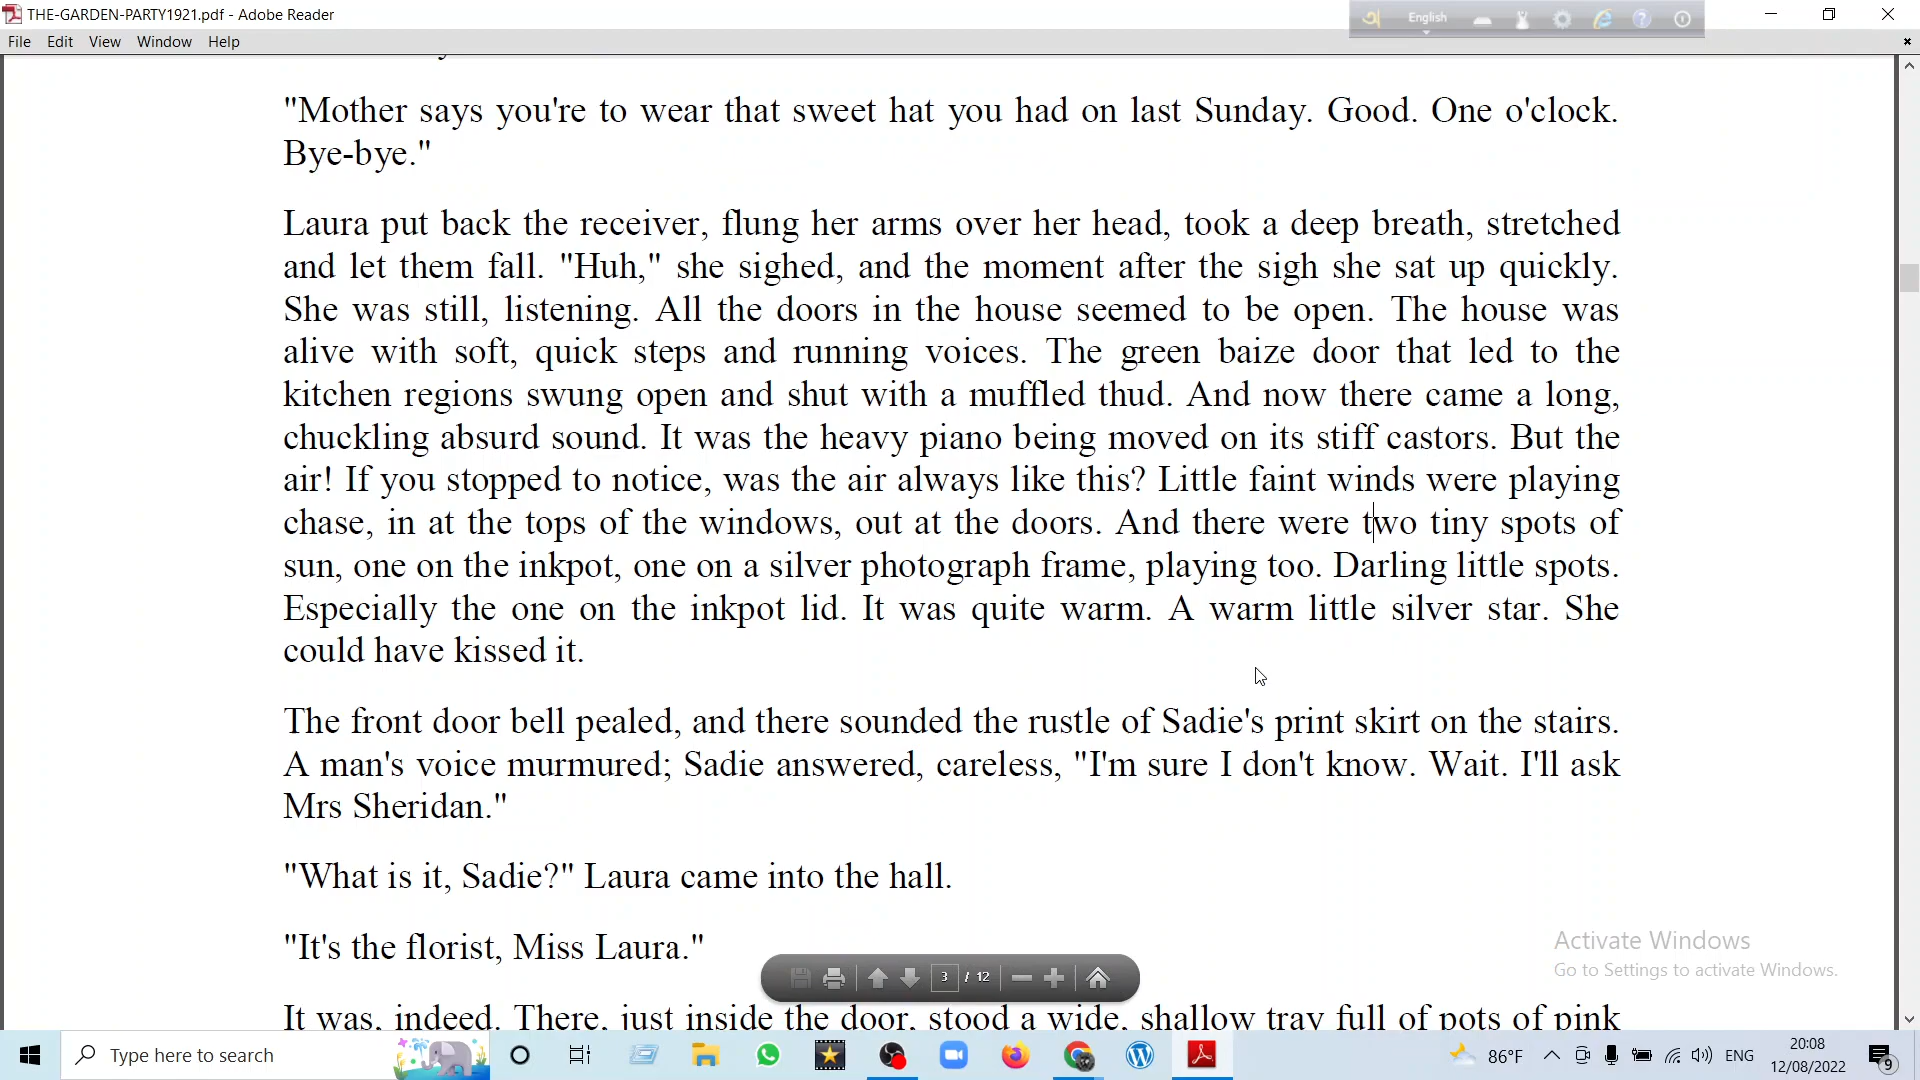 THE-GARDEN-PARTY1921.pdf - Adobe Reader
English
File Edit View Window Help
"Mother says you're to wear that sweet hat you had on last Sunday. Good. One o'clock.
Bye-bye."
Laura put back the receiver, flung her arms over her head, took a deep breath, stretched
and let them fall. "Huh," she sighed, and the moment after the sigh she sat up quickly.
She was still, listening. All the doors in the house seemed to be open. The house was
alive with soft, quick steps and running voices. The green baize door that led to the
kitchen regions swung open and shut with a muffled thud. And now there came a long,
chuckling absurd sound. It was the heavy piano being moved on its stiff castors. But the
air! If you stopped to notice, was the air always like this? Little faint winds were playing
chase, in at the tops of the windows, out at the doors. And there were two tiny spots of
sun, one on the inkpot, one on a silver photograph frame, playing too. Darling little spots.
Especially the one on the inkpot lid. It was quite warm. A warm little silver star. She
could have kissed it.
The front door bell pealed, and there sounded the rustle of Sadie's print skirt on the stairs.
A man's voice murmured; Sadie answered, careless, "I'm sure I don't know. Wait. I'll ask
Mrs Sheridan."
"What is it, Sadie?" Laura came into the hall.
"It's the florist, Miss Laura."
It was, indeed. There, just inside the door, stood a wide, shallow tray full of pots of pink
3 / 12
Activate Windows
Go to Settings to activate Windows.
Type here to search
86°F
ENG
20:08
12/08/2022
9